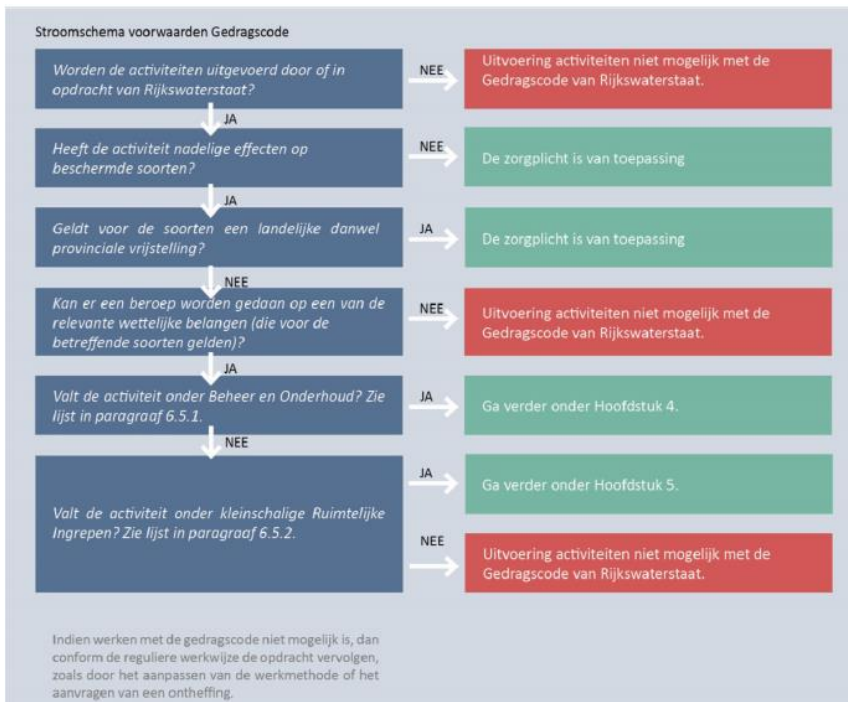 Stroomschema voorwaarden Gedragscode
Worden de activiteiten uitgevoerd door of in
opdracht van Rijkswaterstaat?
NEE
Uitvoering activiteiten niet mogelijk met de
Gedragscode van Rijkswaterstaat.
JA
Heeft de activiteit nadelige effecten op
beschermde soorten?
NEE
De zorgplicht is van toepassing
JA
Geldt voor de soorten een landelijke danwel
provinciale vrijstelling?
JA
De zorgplicht is van toepassing
NEE
Kan er een beroep worden gedaan op een van de
relevante wettelijke belangen (die voor de
betreffende soorten gelden)?
NEE
Uitvoering activiteiten niet mogelijk met de
Gedragscode van Rijkswaterstaat.
JA
Valt de activiteit onder Beheer en Onderhoud? Zie
lijst in paragraaf 6.5.1.
JA
Ga verder onder Hoofdstuk 4.
NEE
Valt de activiteit onder kleinschalige Ruimtelijke
Ingrepen? Zie lijst in paragraaf 6.5.2.
JA
Ga verder onder Hoofdstuk 5.
NEE
Uitvoering activiteiten niet mogelijk met de
Gedragscode van Rijkswaterstaat.
Indien werken met de gedragscode niet mogelijk is, dan
conform de reguliere werkwijze de opdracht vervolgen,
zoals door het aanpassen van de werkmethode of het
aanvragen van een ontheffing.